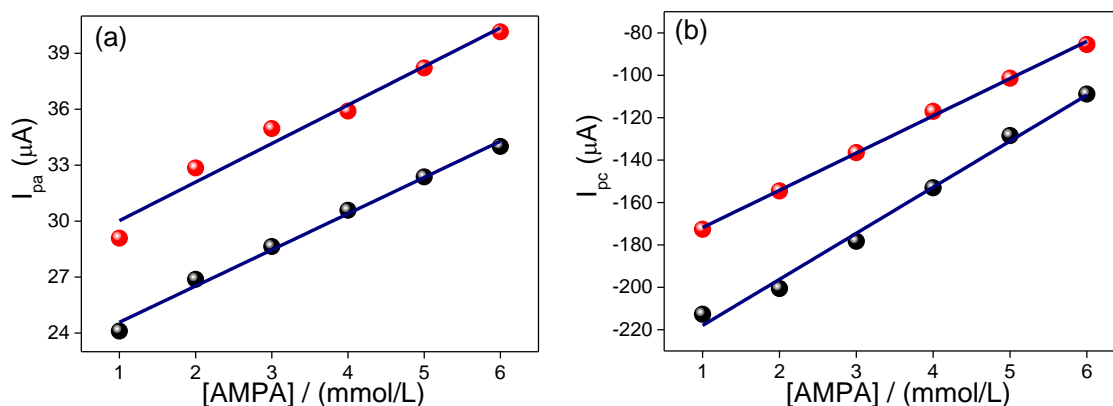 (a)
39
36
33
30
27
24
I_pa (μA)
1 2 3 4 5 6
[AMPA] / (mmol/L)
(b)
-80
-100
-120
-140
-160
-180
-200
-220
I_pc (μA)
1 2 3 4 5 6
[AMPA] / (mmol/L)